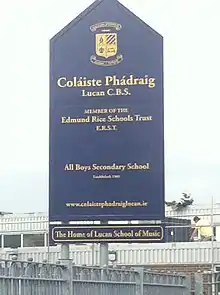 Coláiste Phádraig
Lucan C.B.S.
MEMBER OF THE
Edmund Rice Schools Trust
E.R.S.T.
All Boys Secondary School
www.colaistephadraiglucan.ie
The Home of Lucan School of Music